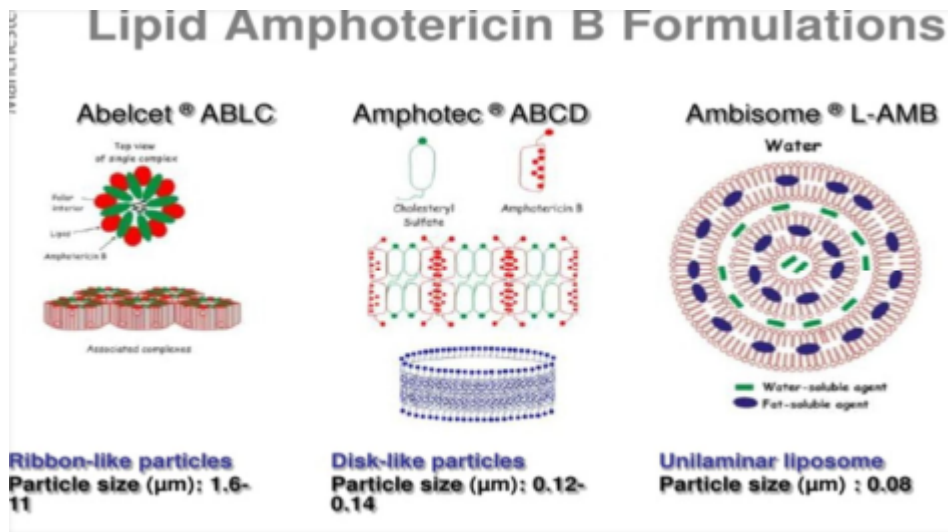 Lipid Amphotericin B Formulations
Abelcet ® ABLC
Top view
of single complex
Polar
interior
Lipid
Amphotericin B
Associated complexes
Ribbon-like particles
Particle size (μm): 1.6-
11
Amphotec ® ABCD
Cholesteryl
Sulfate
Amphotericin B
Disk-like particles
Particle size (μm): 0.12-
0.14
Ambisome ® L-AMB
Water
Water-soluble agent
Fat-soluble agent
Unilaminar liposome
Particle size (μm) : 0.08